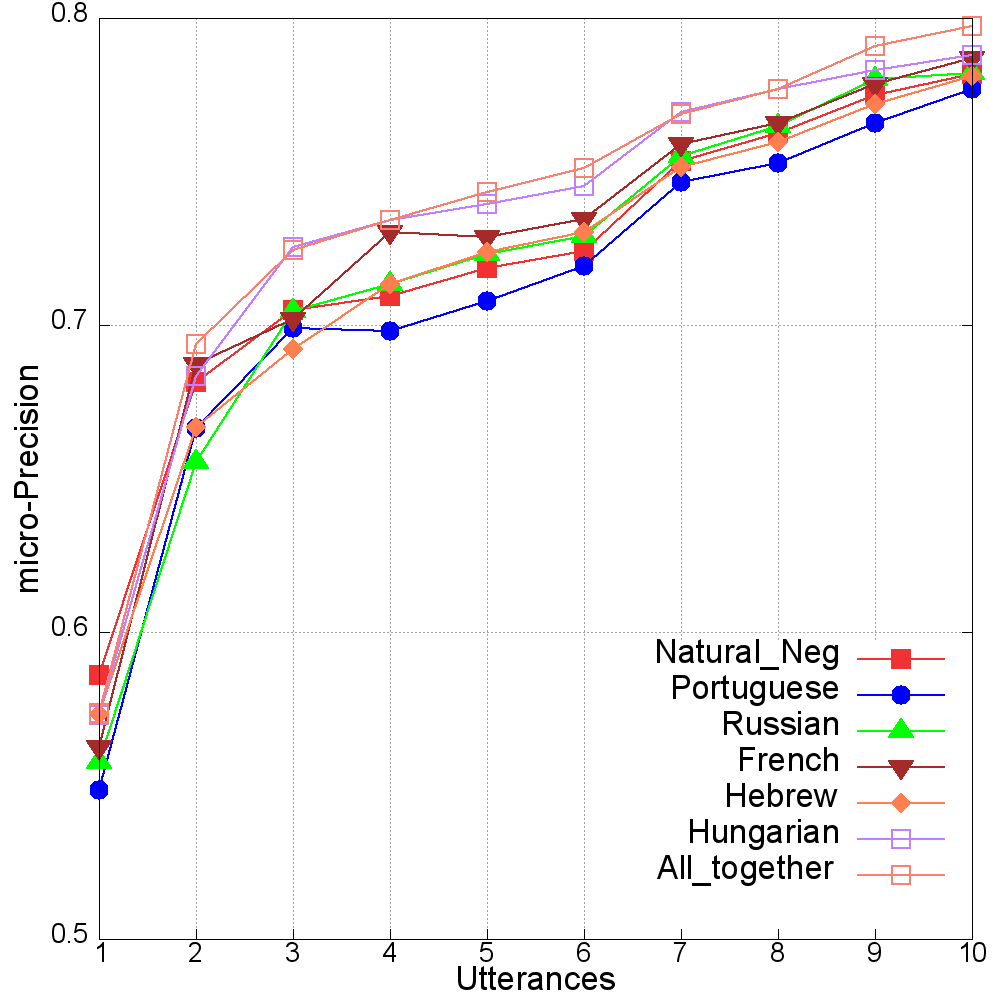 0.8
0.7
0.6
0.5
micro-Precision
Natural_Neg
Portuguese
Russian
French
Hebrew
Hungarian
All_together
1 2 3 4 5 6 7 8 9 10
Utterances